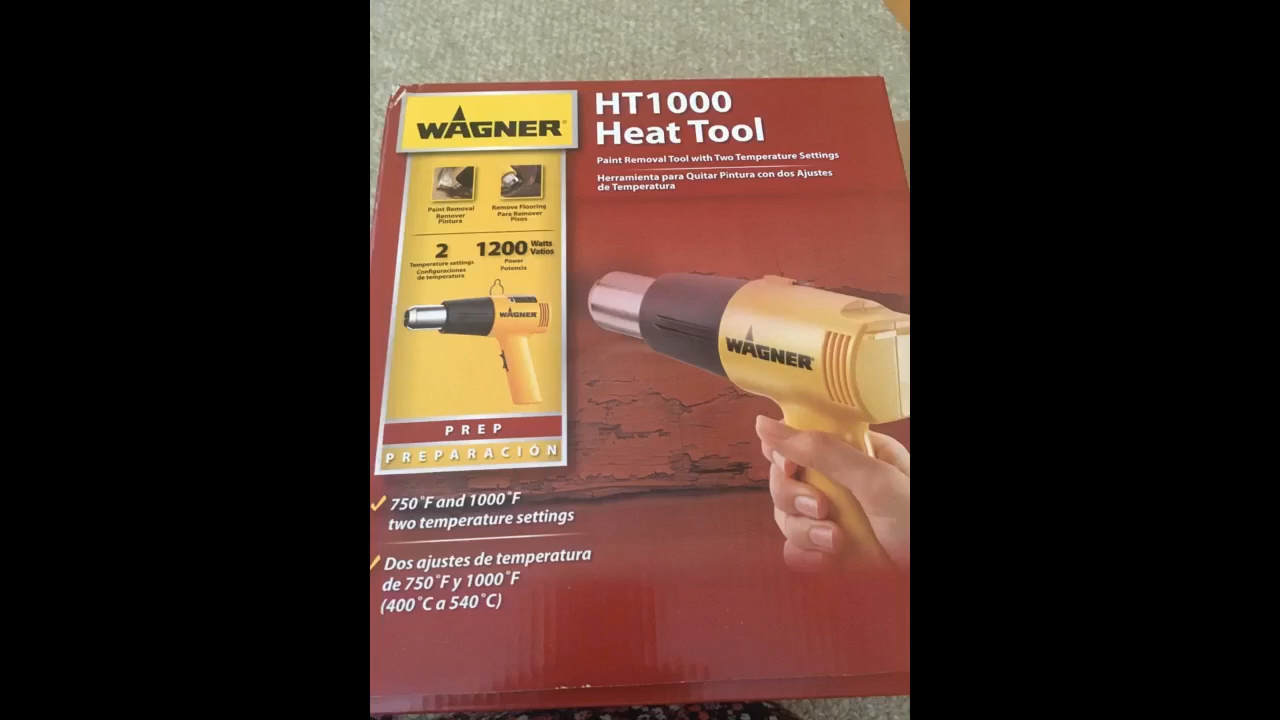 WAGNER
HT1000
Heat Tool
Paint Removal Tool with Two Temperature Settings
Herramienta para Quitar Pintura con dos Ajustes
de Temperatura
Paint Removal
Remover
Pintura
Remove Flooring
Para Remover
Pisos
2
Temperature settings
Configuraciones
de temperatura
1200 Watts
Vatios
Power
Potencia
WAGNER
WAGNER
PREP
PREPARACIÓN
750°F and 1000°F
two temperature settings
Dos ajustes de temperatura
de 750°F y 1000°F
(400°C a 540°C)